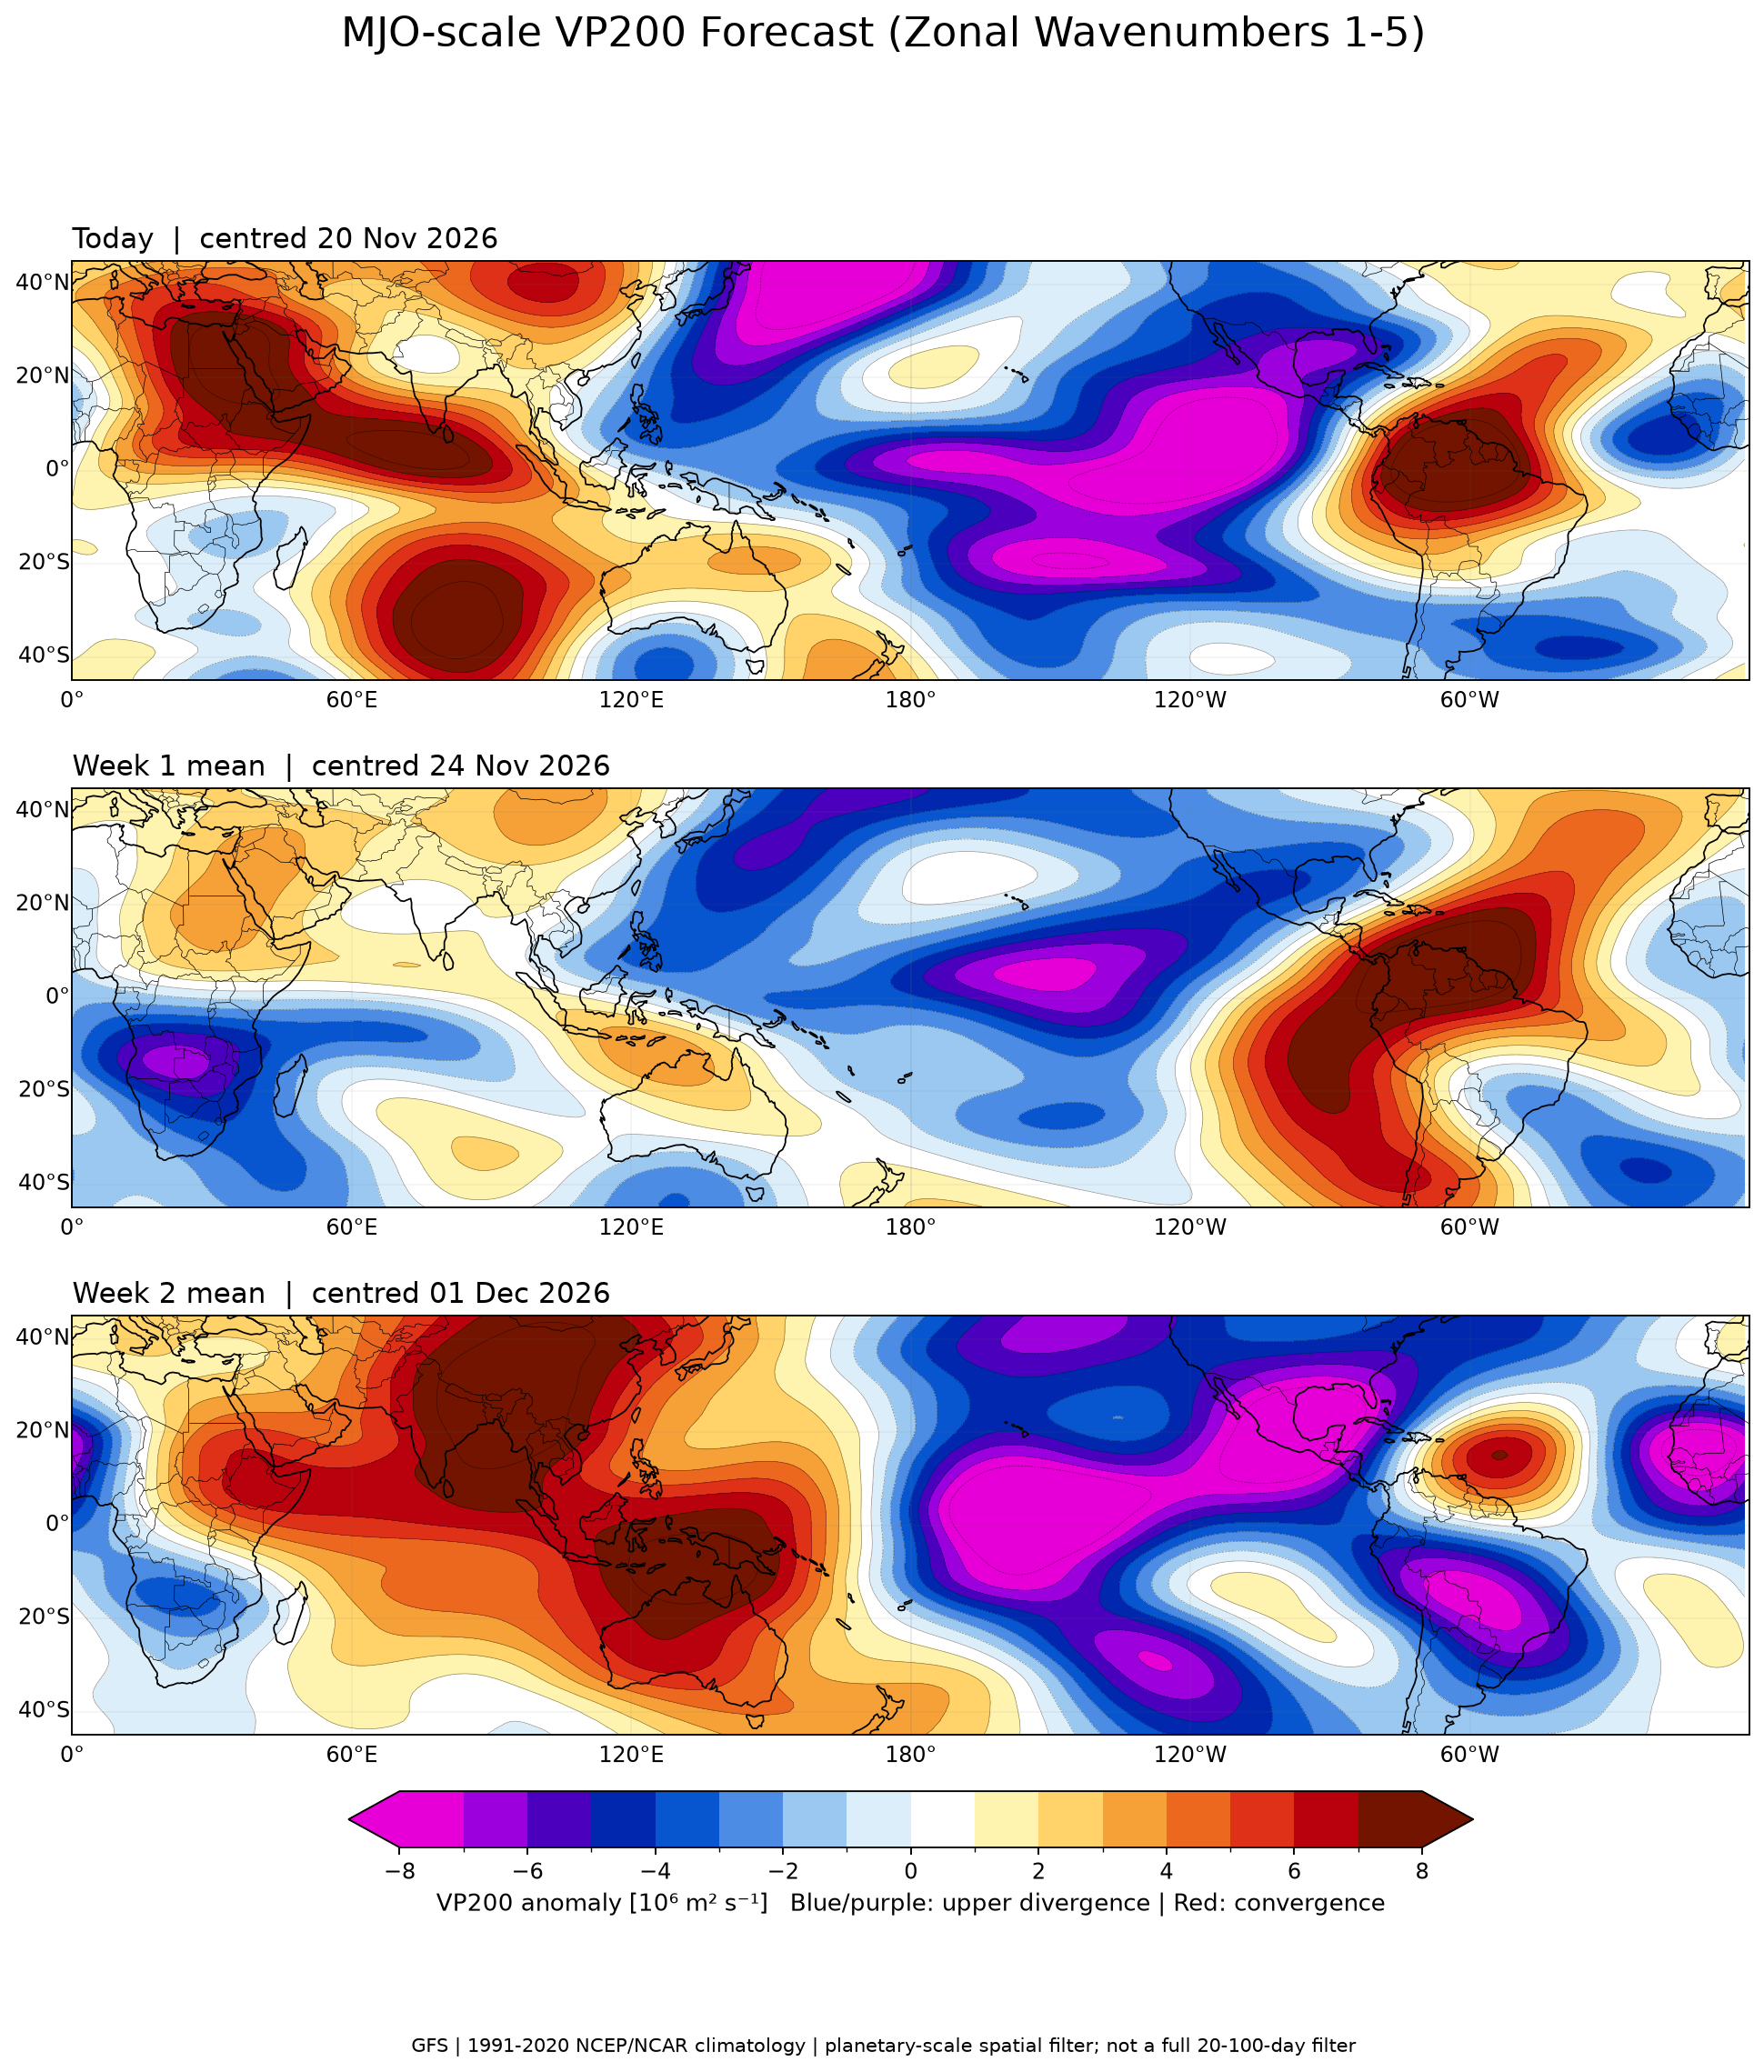 MJO-scale VP200 Forecast (Zonal Wavenumbers 1-5)
Today | centred 20 Nov 2026
40°N
20°N
0°
20°S
40°S
0° 60°E 120°E 180° 120°W 60°W
Week 1 mean | centred 24 Nov 2026
40°N
20°N
0°
20°S
40°S
0° 60°E 120°E 180° 120°W 60°W
Week 2 mean | centred 01 Dec 2026
40°N
20°N
0°
20°S
40°S
0° 60°E 120°E 180° 120°W 60°W
−8 −6 −4 −2 0 2 4 6 8
VP200 anomaly [10⁶ m² s⁻¹] Blue/purple: upper divergence | Red: convergence
GFS | 1991-2020 NCEP/NCAR climatology | planetary-scale spatial filter; not a full 20-100-day filter